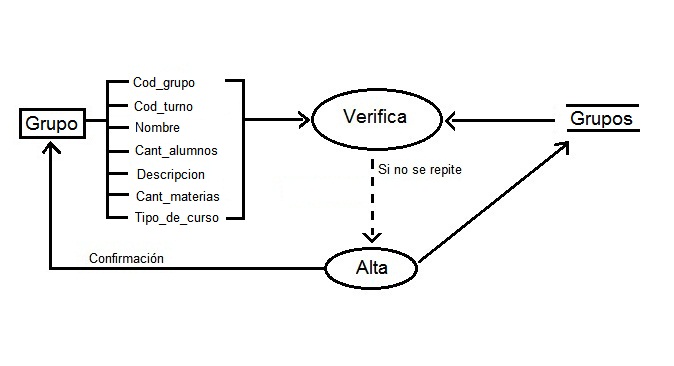 Grupo
Cod_grupo
Cod_turno
Nombre
Cant_alumnos
Descripcion
Cant_materias
Tipo_de_curso
Verifica
Grupos
Si no se repite
Alta
Confirmación